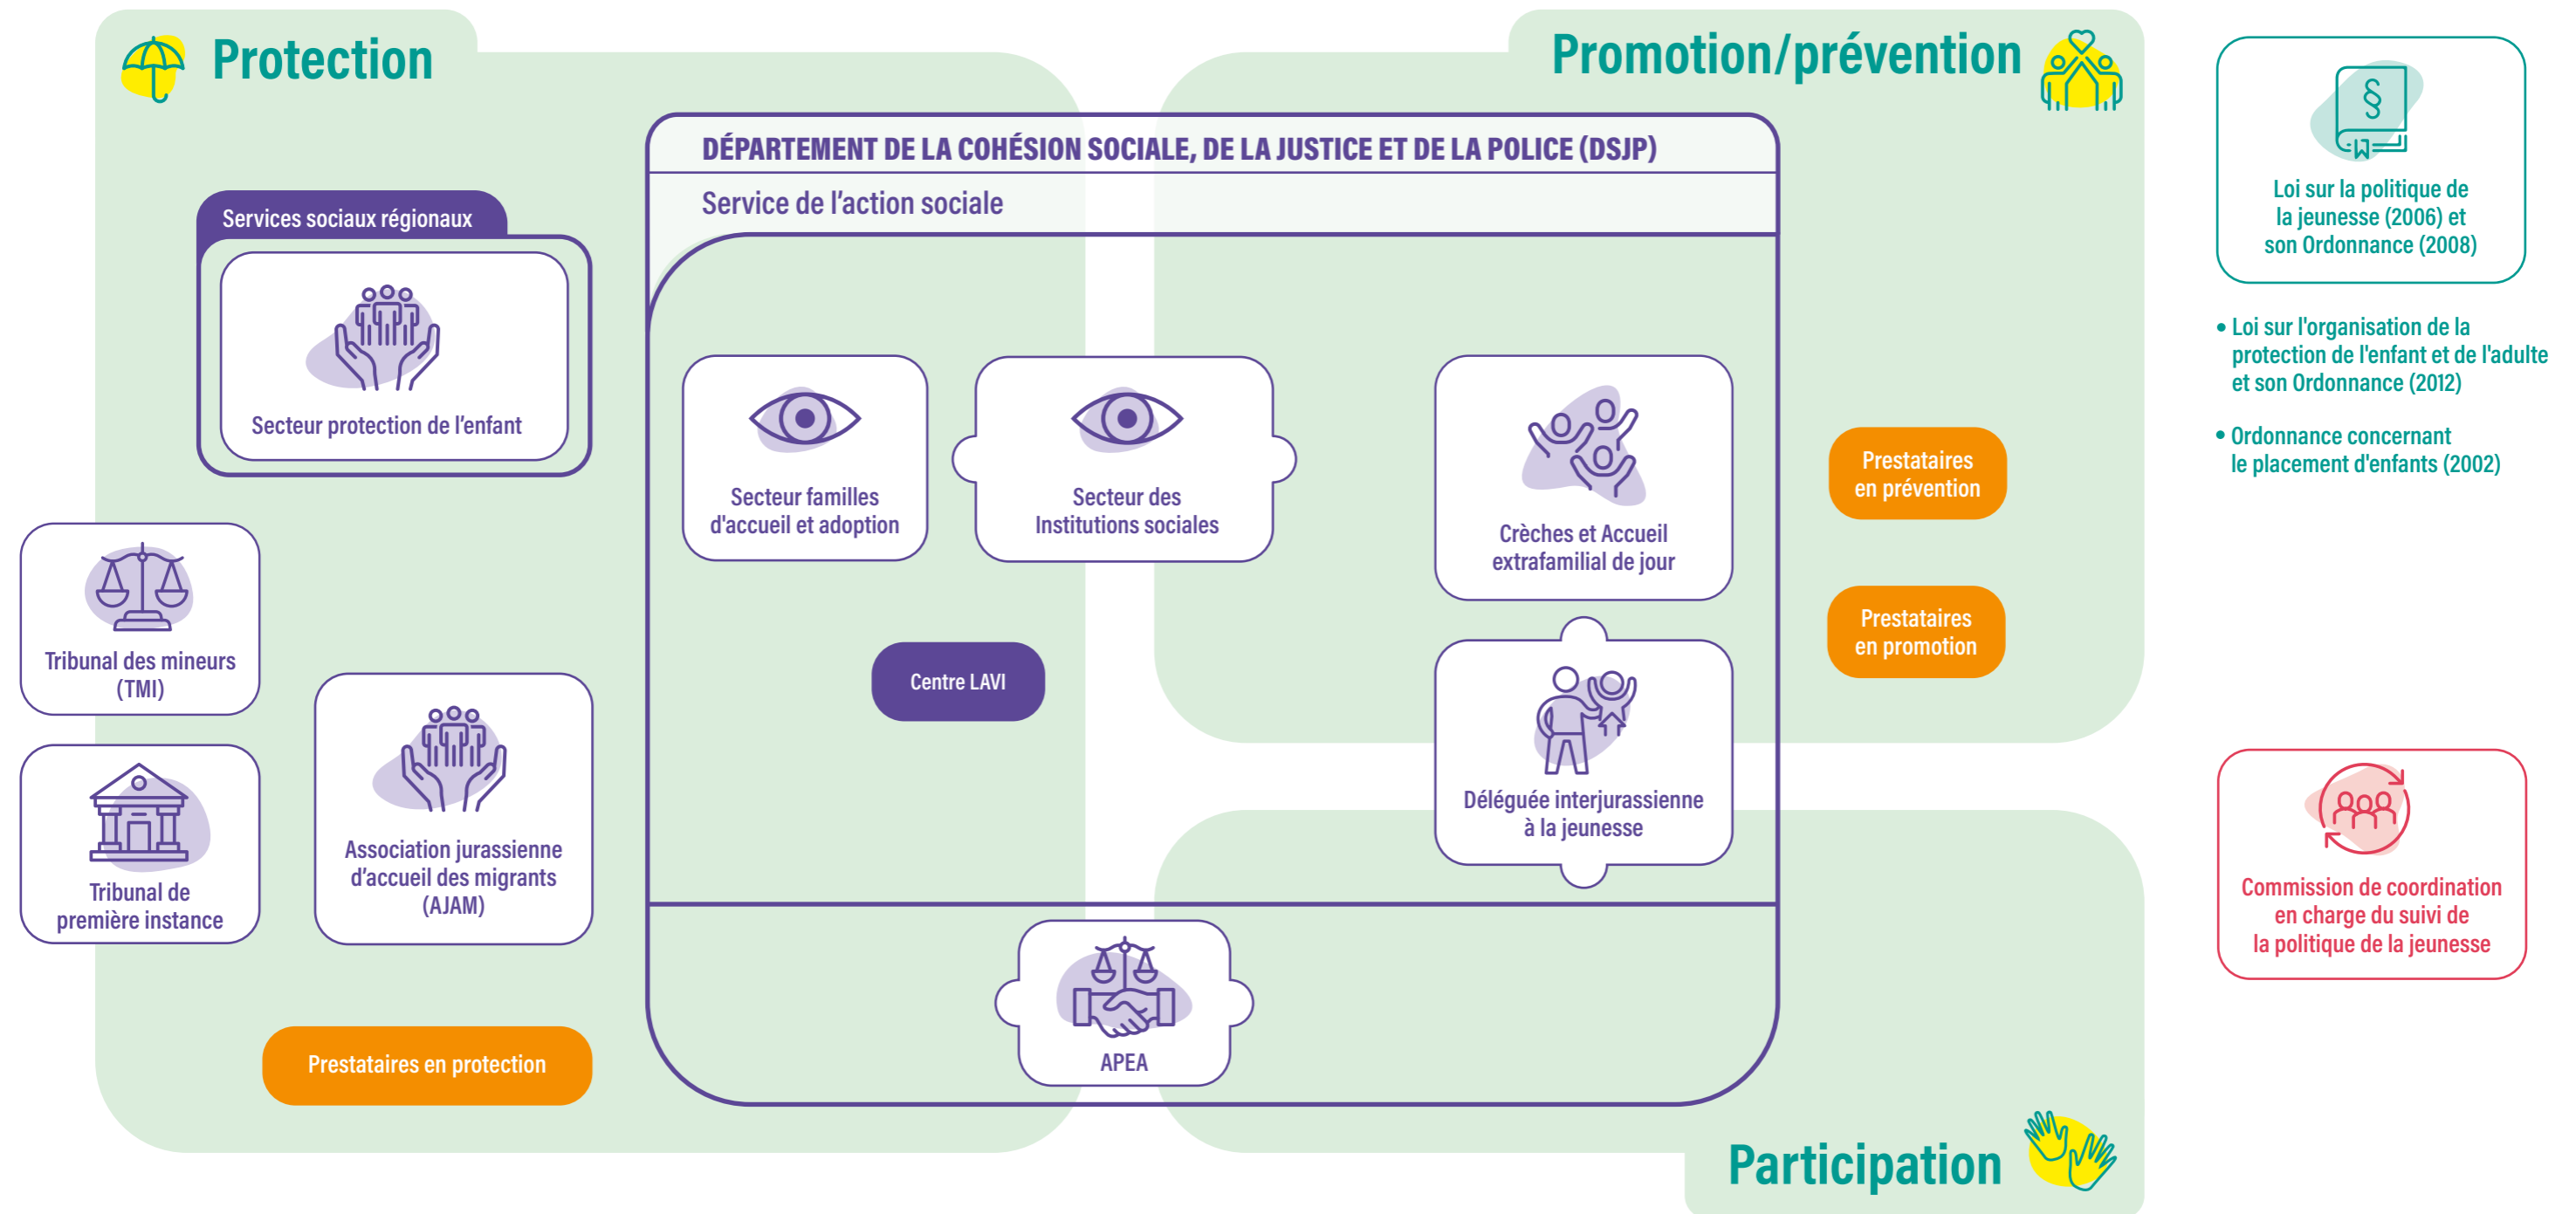 Protection
Promotion/prévention
DÉPARTEMENT DE LA COHÉSION SOCIALE, DE LA JUSTICE ET DE LA POLICE (DSJP)
Service de l'action sociale
Services sociaux régionaux
Secteur protection de l'enfant
Secteur familles
d'accueil et adoption
Secteur des
Institutions sociales
Crèches et Accueil
extrafamilial de jour
Prestataires
en prévention
Prestataires
en promotion
Tribunal des mineurs
(TMI)
Centre LAVI
Déléguée interjurassienne
à la jeunesse
Tribunal de
première instance
Association jurassienne
d'accueil des migrants
(AJAM)
APEA
Prestataires en protection
Participation
§
Loi sur la politique de
la jeunesse (2006) et
son Ordonnance (2008)
• Loi sur l'organisation de la
protection de l'enfant et de l'adulte
et son Ordonnance (2012)
• Ordonnance concernant
le placement d'enfants (2002)
Commission de coordination
en charge du suivi de
la politique de la jeunesse